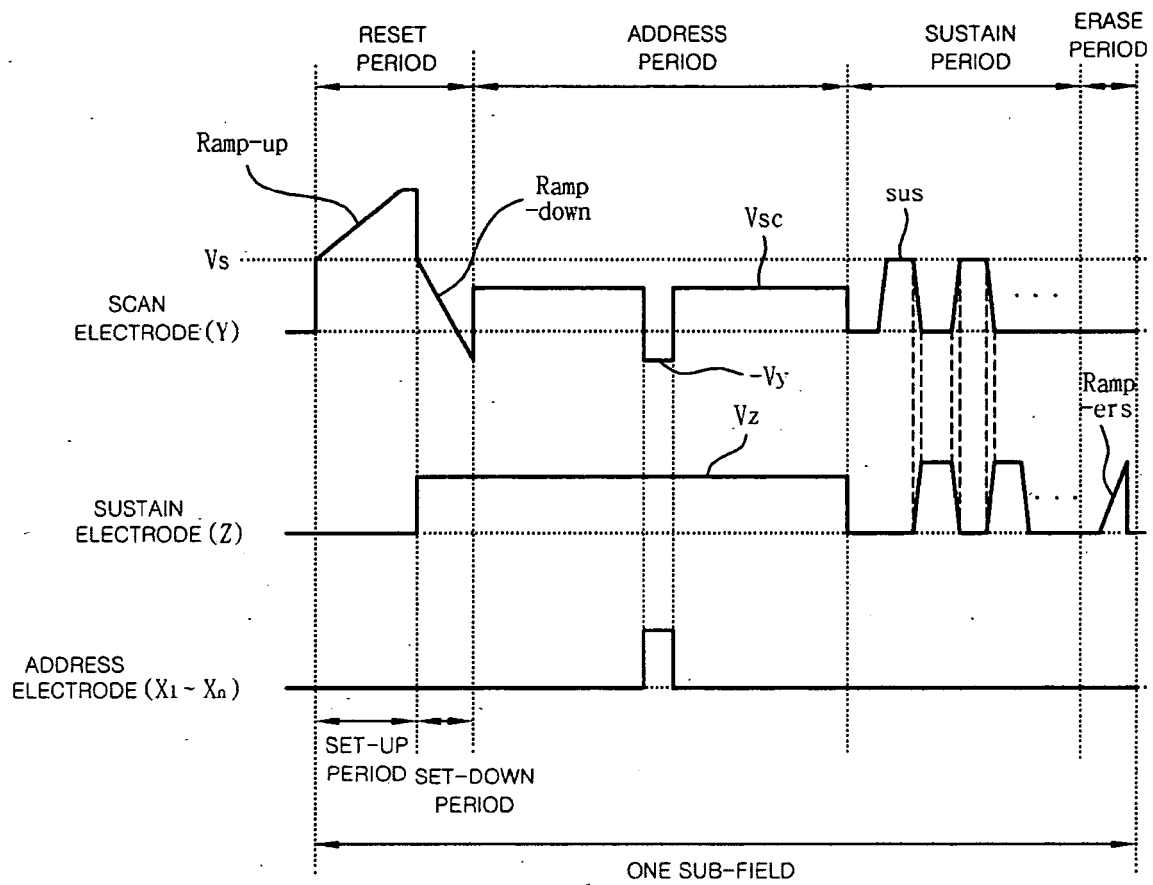 RESET
PERIOD
ADDRESS
PERIOD
SUSTAIN
PERIOD
ERASE
PERIOD
Ramp-up
Ramp
-down
Vsc
sus
Vs
SCAN
ELECTRODE(Y)
-Vy
Ramp
-ers
Vz
SUSTAIN
ELECTRODE(Z)
ADDRESS
ELECTRODE(X1 ~ Xn)
SET-UP
PERIOD
SET-DOWN
PERIOD
ONE SUB-FIELD